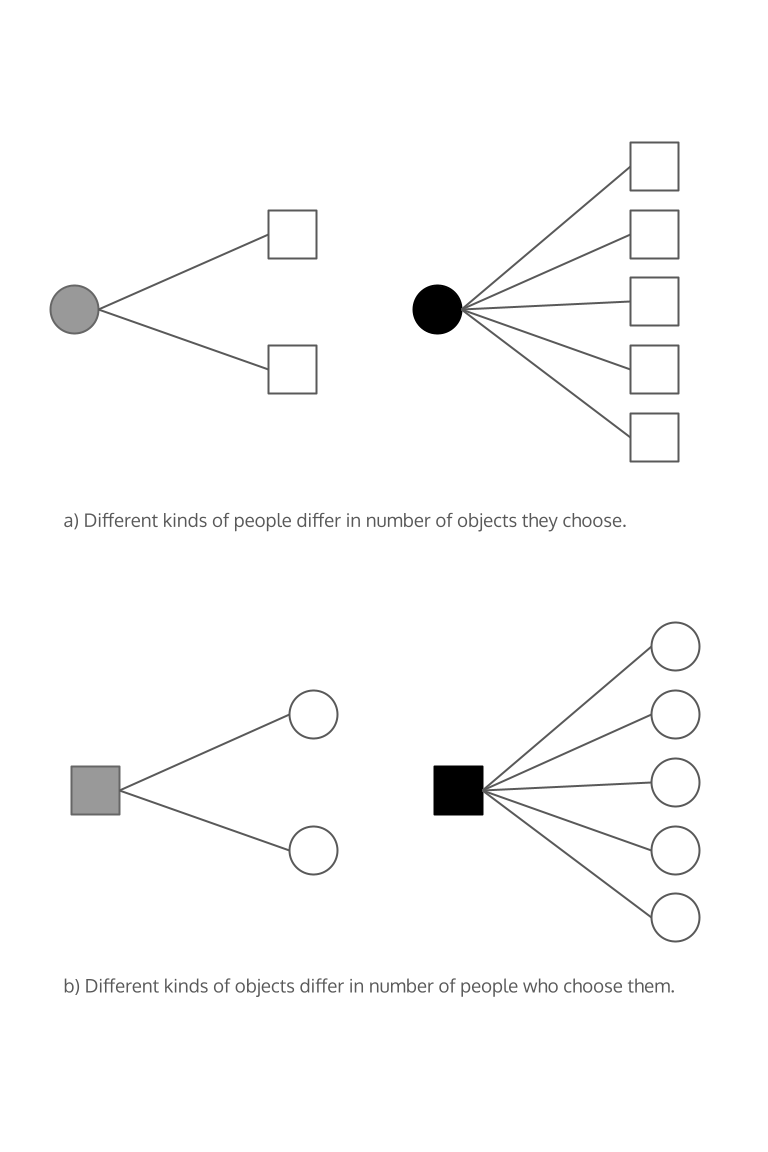 a) Different kinds of people differ in number of objects they choose.
b) Different kinds of objects differ in number of people who choose them.